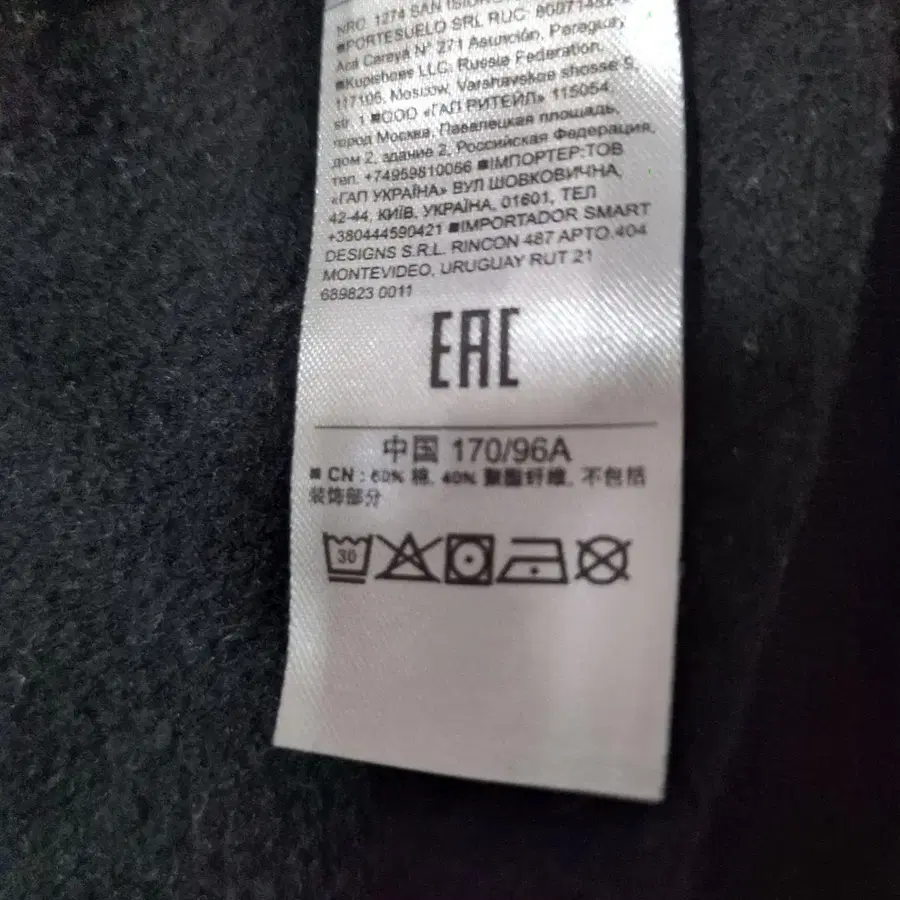 NRO. 1274 SAN ISIDRO
■PORTESUELO SRL RUC: 80071482-2
Acá Carayá N° 271 Asunción, Paraguay
■Kupishoes LLC. Russia Federation.
117105, Moscow, Varshavskoe shosse 9,
str. 1 ■ООО «ГАП РИТЕЙЛ» 115054
город Москва, Павелецкая площадь,
дом 2, здание 2, Российская Федерация,
тел. +74959810066 ■ІМПОРТЕР:ТОВ
«ГАП УКРАЇНА» ВУЛ ШОВКОВИЧНА,
42-44, КИЇВ, УКРАЇНА, 01601, ТЕЛ
+380444590421 ■IMPORTADOR SMART
DESIGNS S.R.L. RINCON 487 APTO.404
MONTEVIDEO, URUGUAY RUT 21
689823 0011
EAC
中国 170/96A
■ CN : 60% 棉, 40% 聚酯纤维, 不包括
装饰部分
30